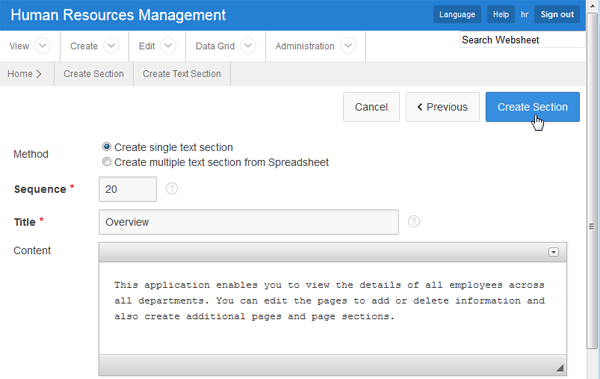 Human Resources Management Language Help hr Sign out
View Create Edit Data Grid Administration Search Websheet
Home Create Section Create Text Section
Cancel Previous Create Section
Method Create single text section
Create multiple text section from Spreadsheet
Sequence * 20 ?
Title * Overview ?
Content
This application enables you to view the details of all employees across
all departments. You can edit the pages to add or delete information and
also create additional pages and page sections.